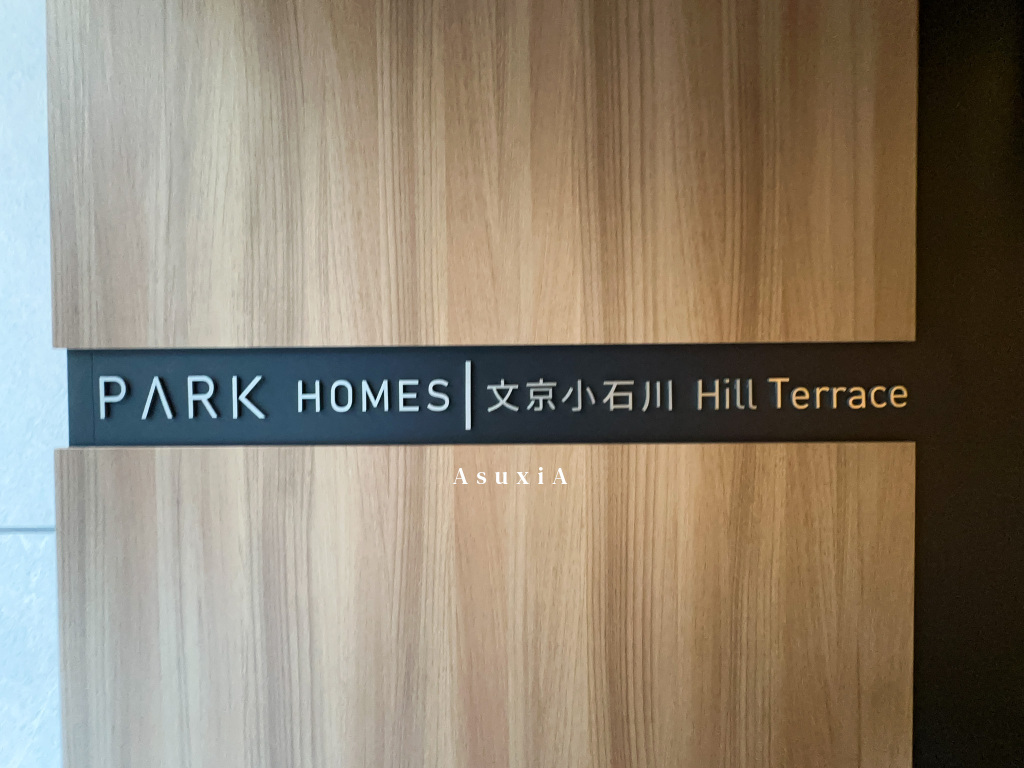 PARK HOMES | 文京小石川 Hill Terrace
AsuxiA